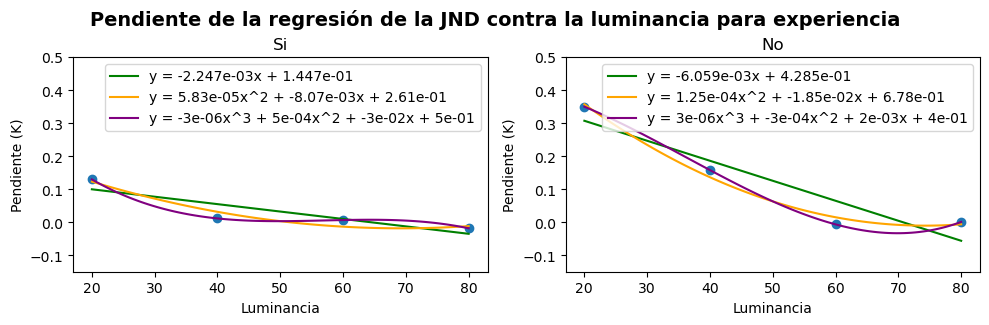 Pendiente de la regresión de la JND contra la luminancia para experiencia
Si
y = -2.247e-03x + 1.447e-01
y = 5.83e-05x^2 + -8.07e-03x + 2.61e-01
y = -3e-06x^3 + 5e-04x^2 + -3e-02x + 5e-01
0.5
0.4
0.3
0.2
0.1
0.0
−0.1
Pendiente (K)
20
30
40
50
60
70
80
Luminancia
No
y = -6.059e-03x + 4.285e-01
y = 1.25e-04x^2 + -1.85e-02x + 6.78e-01
y = 3e-06x^3 + -3e-04x^2 + 2e-03x + 4e-01
0.5
0.4
0.3
0.2
0.1
0.0
−0.1
Pendiente (K)
20
30
40
50
60
70
80
Luminancia